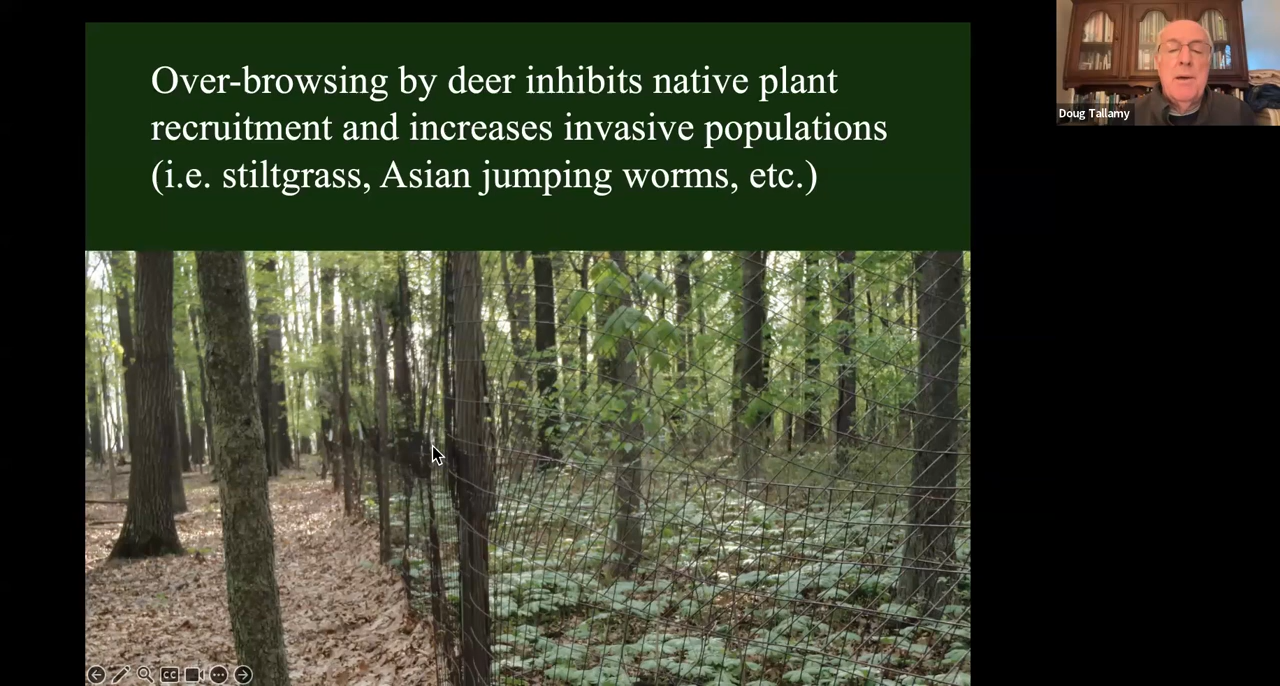 Over-browsing by deer inhibits native plant
recruitment and increases invasive populations
(i.e. stiltgrass, Asian jumping worms, etc.)
Doug Tallamy
CC